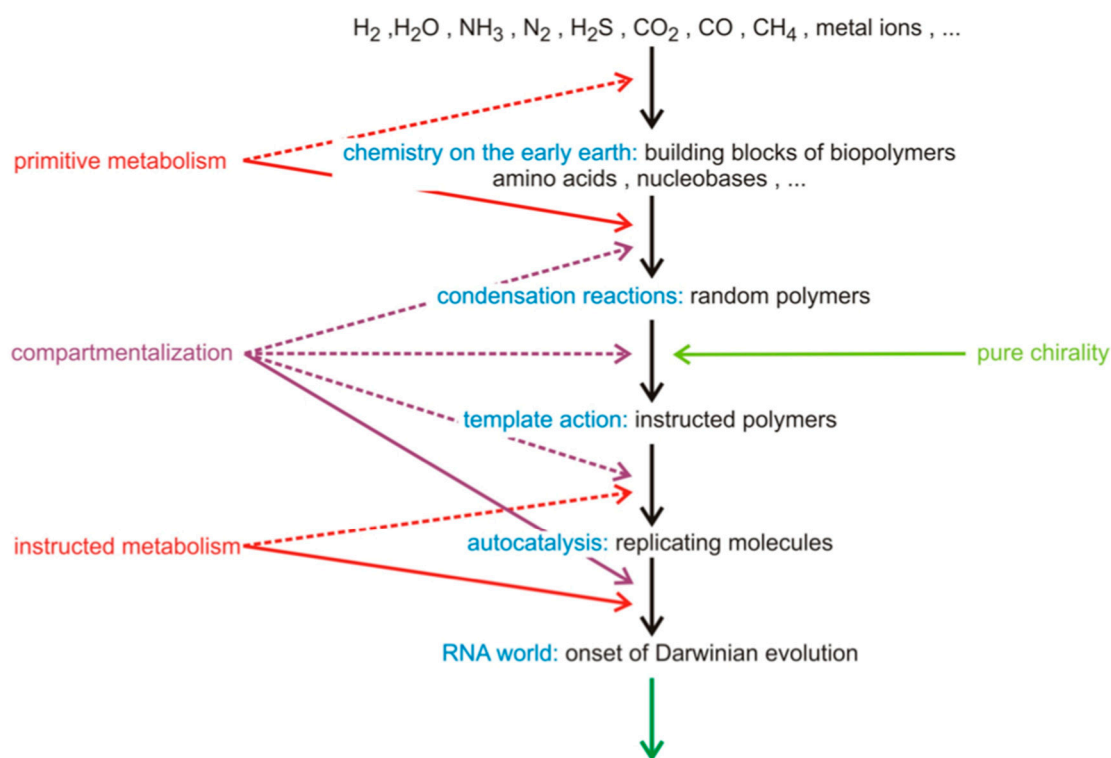 H₂ ,H₂O , NH₃ , N₂ , H₂S , CO₂ , CO , CH₄ , metal ions , ...
primitive metabolism
chemistry on the early earth: building blocks of biopolymers
amino acids , nucleobases , ...
condensation reactions: random polymers
compartmentalization
pure chirality
template action: instructed polymers
instructed metabolism
autocatalysis: replicating molecules
RNA world: onset of Darwinian evolution